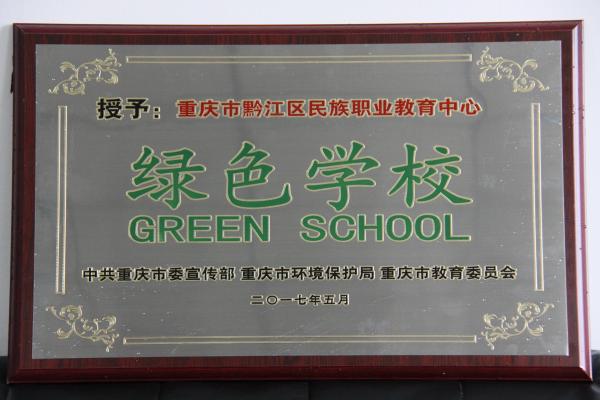 授予：重庆市黔江区民族职业教育中心
绿色学校
GREEN SCHOOL
中共重庆市委宣传部 重庆市环境保护局 重庆市教育委员会
二〇一七年五月